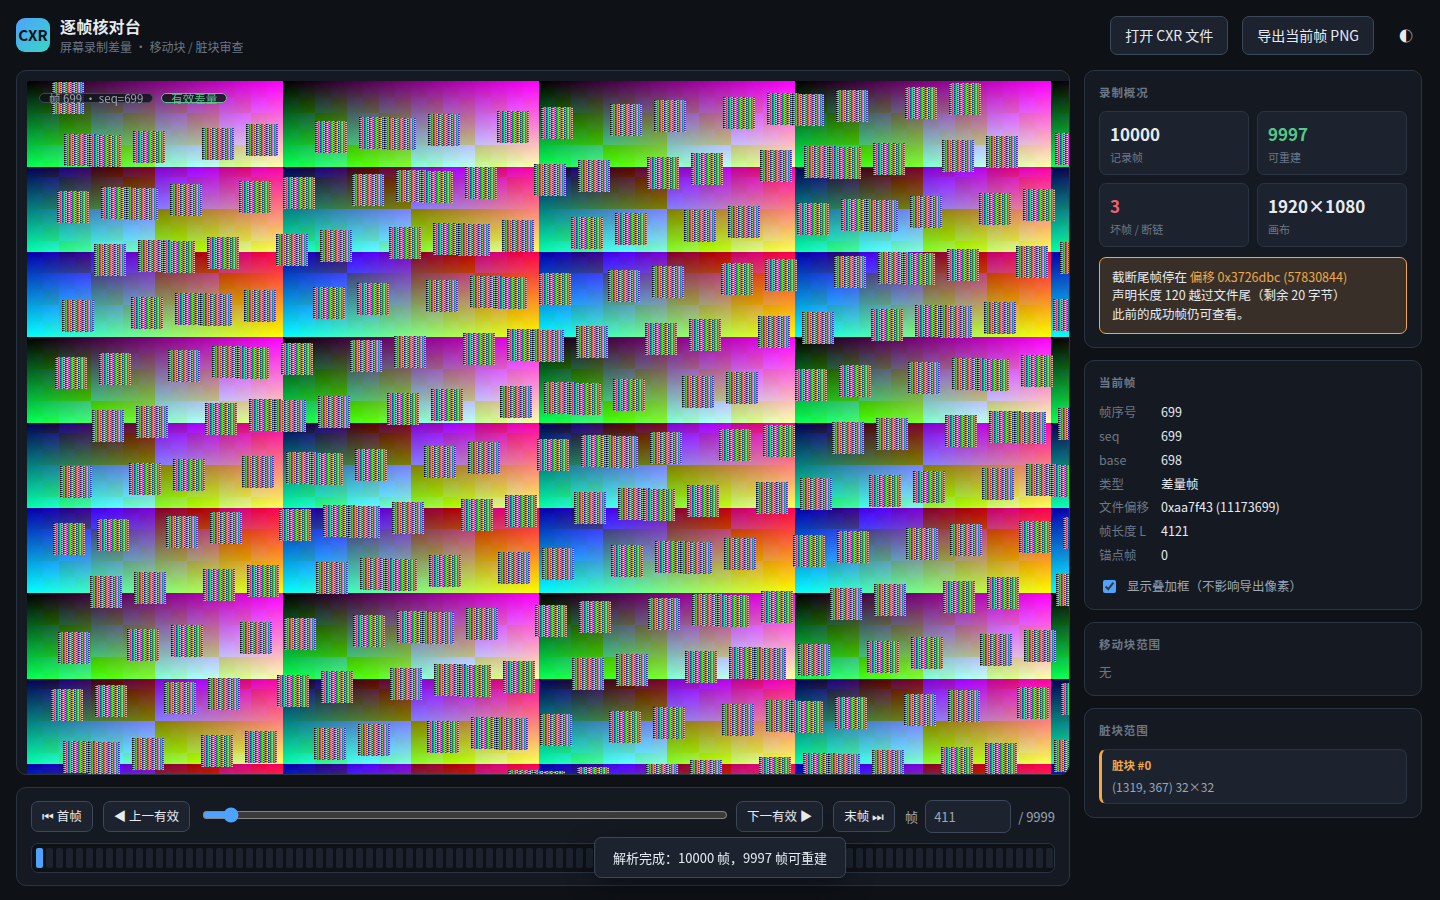 CXR
逐帧核对台
屏幕录制差量 · 移动块 / 脏块审查
打开 CXR 文件
导出当前帧 PNG
帧 699 · seq=699
有效差量
录制概况
10000
记录帧
9997
可重建
3
坏帧 / 断链
1920×1080
画布
截断尾帧停在 偏移 0x3726dbc (57830844)
声明长度 120 越过文件尾（剩余 20 字节）
此前的成功帧仍可查看。
当前帧
帧序号 699
seq 699
base 698
类型 差量帧
文件偏移 0xaa7f43 (11173699)
帧长度 L 4121
锚点帧 0
显示叠加框（不影响导出像素）
移动块范围
无
脏块范围
脏块 #0
(1319, 367) 32×32
⏮ 首帧
◀ 上一有效
下一有效 ▶
末帧 ⏭
帧 411 / 9999
解析完成：10000 帧，9997 帧可重建